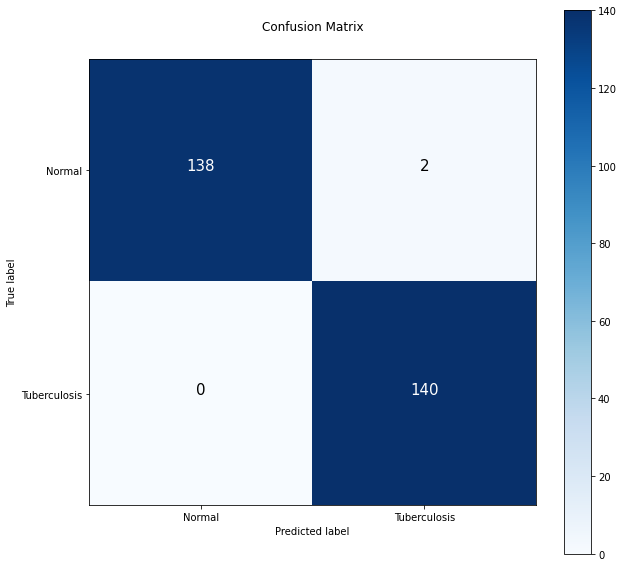 Confusion Matrix
140
120
100
80
60
40
20
0
True label
Normal
138
2
Tuberculosis
0
140
Normal
Tuberculosis
Predicted label